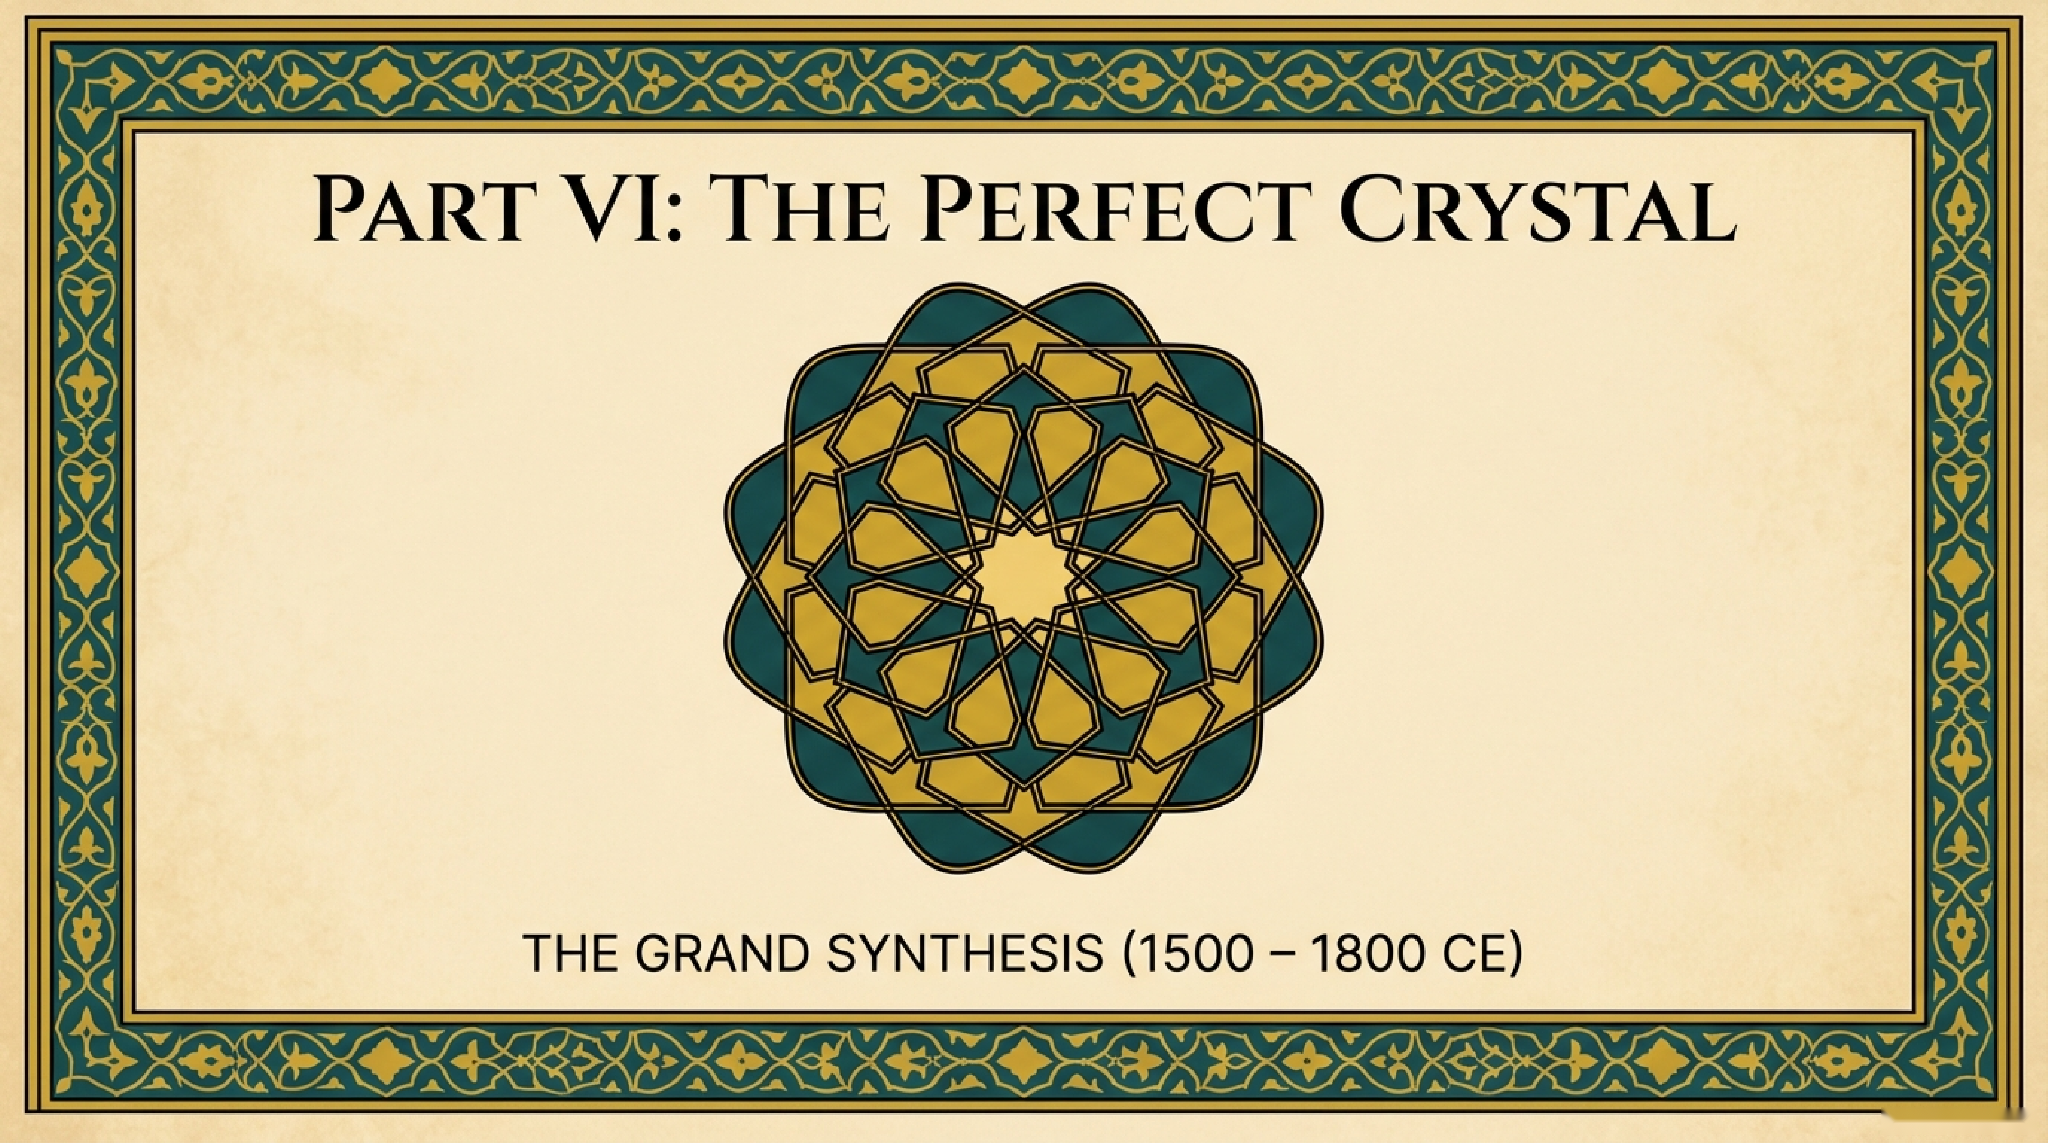 Part VI: The Perfect Crystal
THE GRAND SYNTHESIS (1500 – 1800 CE)